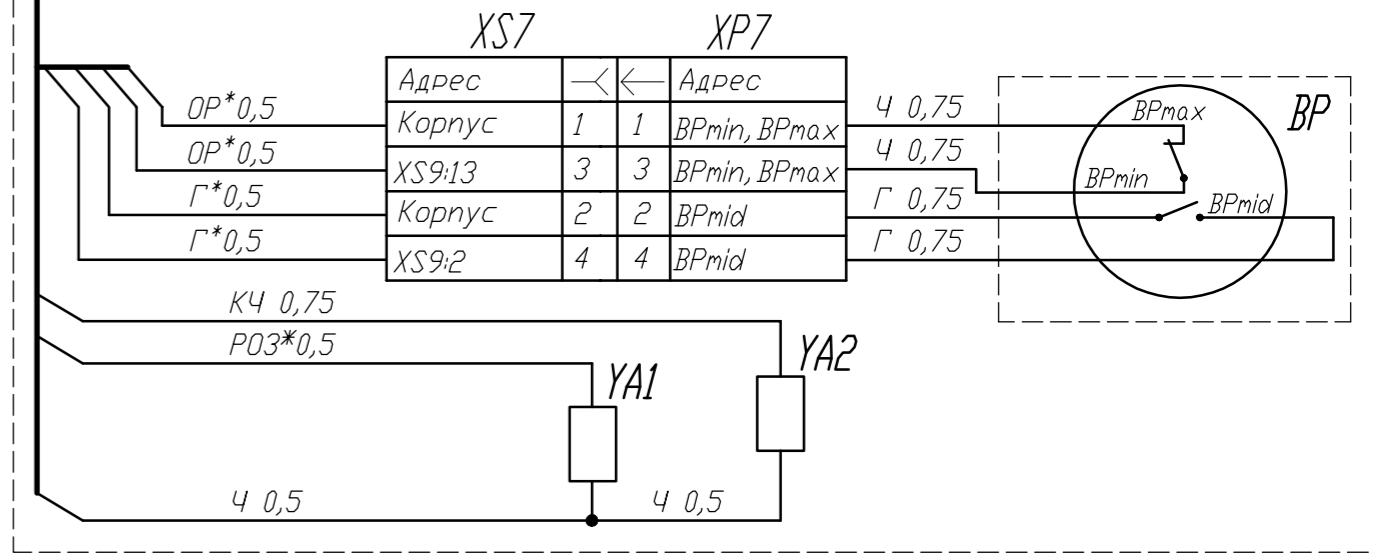 XS7 XP7
Адрес Адрес
ОР*0,5 Корпус 1 1 BPmin, BPmax Ч 0,75
ОР*0,5 XS9:13 3 3 BPmin, BPmax Ч 0,75
Г*0,5 Корпус 2 2 BPmid Г 0,75
Г*0,5 XS9:2 4 4 BPmid Г 0,75
BPmax BP
BPmin
BPmid
КЧ 0,75
РОЗ*0,5
YA1 YA2
Ч 0,5 Ч 0,5